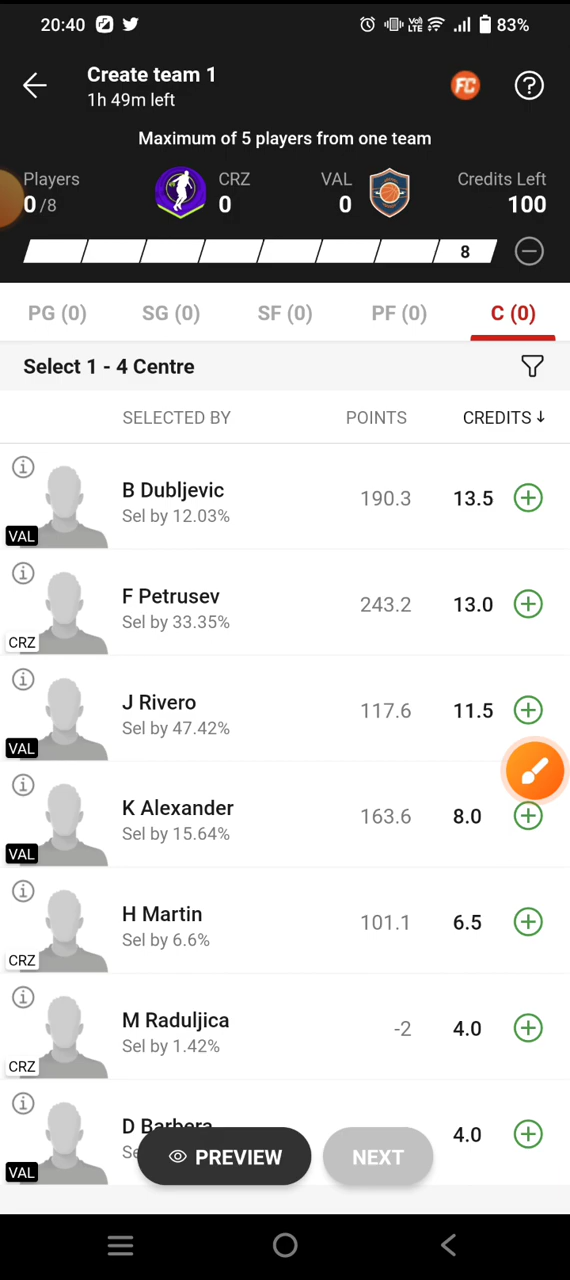 20:40 VoI) LTE 83%
Create team 1
1h 49m left
FC ?
Maximum of 5 players from one team
Players CRZ VAL Credits Left
0/8 0 0 100
8
PG (0) SG (0) SF (0) PF (0) C (0)
Select 1 - 4 Centre
SELECTED BY POINTS CREDITS↓
B Dubljevic
190.3 13.5
Sel by 12.03%
VAL
F Petrusev
243.2 13.0
Sel by 33.35%
CRZ
J Rivero
117.6 11.5
Sel by 47.42%
VAL
K Alexander
163.6 8.0
Sel by 15.64%
VAL
H Martin
101.1 6.5
Sel by 6.6%
CRZ
M Raduljica
-2 4.0
Sel by 1.42%
CRZ
D Barbera
4.0
PREVIEW NEXT
VAL